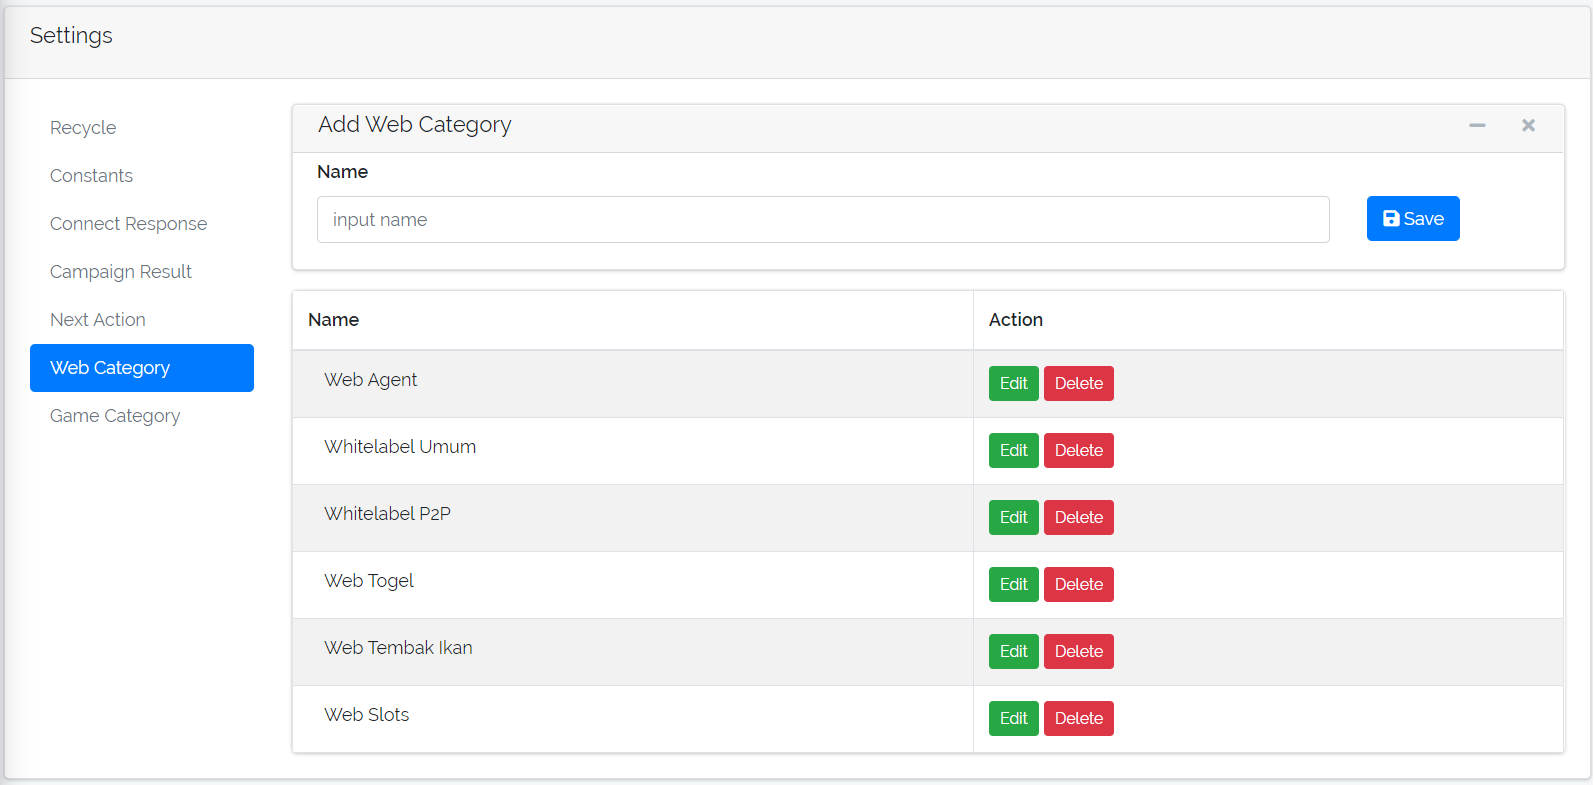 Settings
Recycle
Constants
Connect Response
Campaign Result
Next Action
Web Category
Game Category
Add Web Category
Name
input name
Save
Name Action
Web Agent Edit Delete
Whitelabel Umum Edit Delete
Whitelabel P2P Edit Delete
Web Togel Edit Delete
Web Tembak Ikan Edit Delete
Web Slots Edit Delete